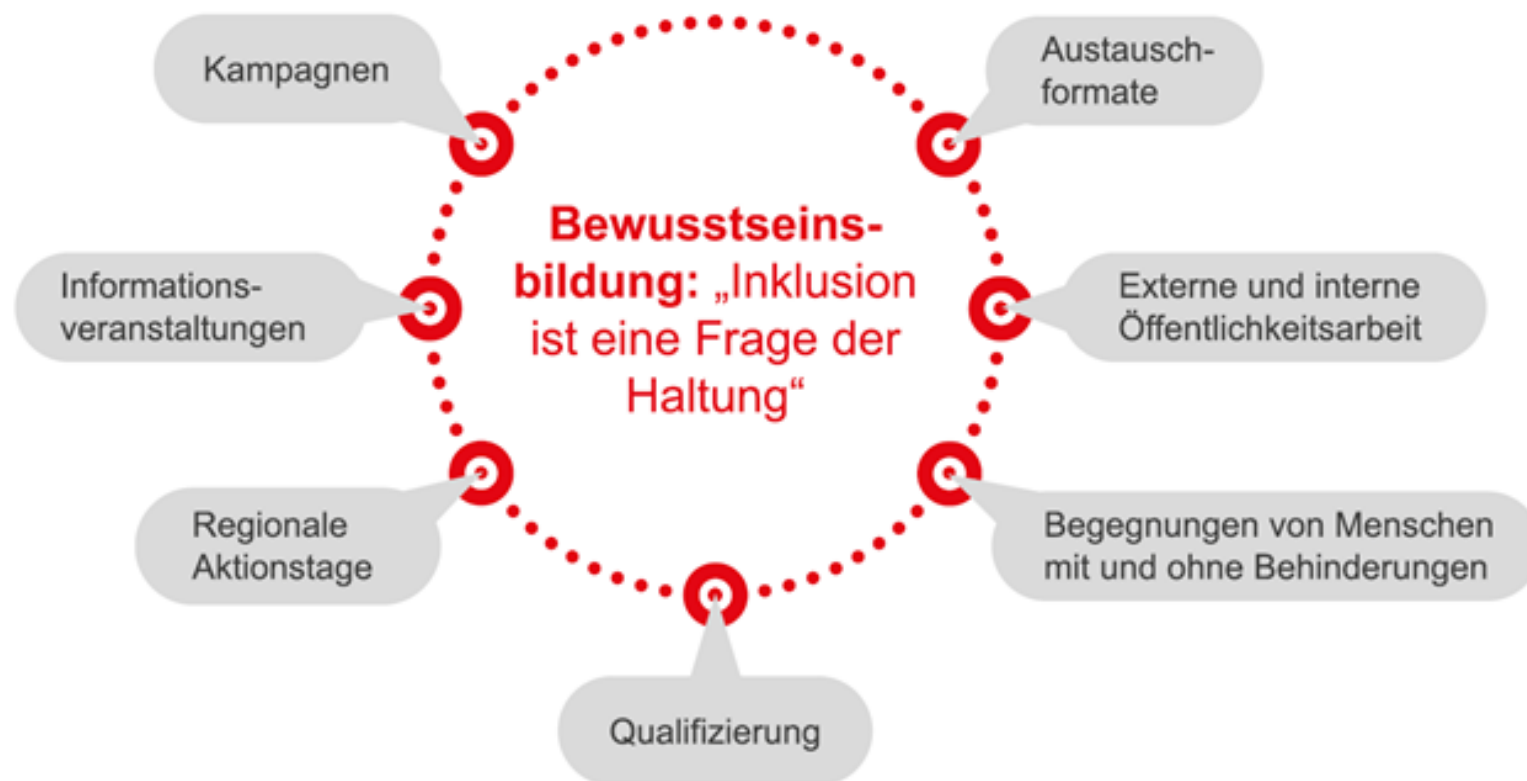 Kampagnen
Austausch-
formate
Bewusstseins-
bildung: „Inklusion
ist eine Frage der
Haltung“
Informations-
veranstaltungen
Externe und interne
Öffentlichkeitsarbeit
Regionale
Aktionstage
Begegnungen von Menschen
mit und ohne Behinderungen
Qualifizierung